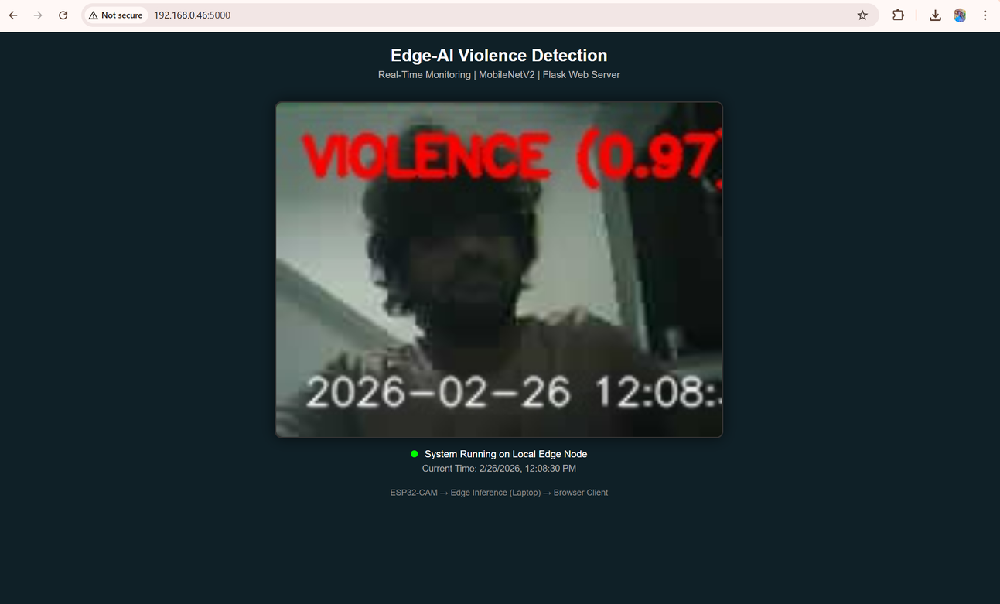 Not secure 192.168.0.46:5000
Edge-AI Violence Detection
Real-Time Monitoring | MobileNetV2 | Flask Web Server
VIOLENCE (0.97)
2026-02-26 12:08:
System Running on Local Edge Node
Current Time: 2/26/2026, 12:08:30 PM
ESP32-CAM → Edge Inference (Laptop) → Browser Client